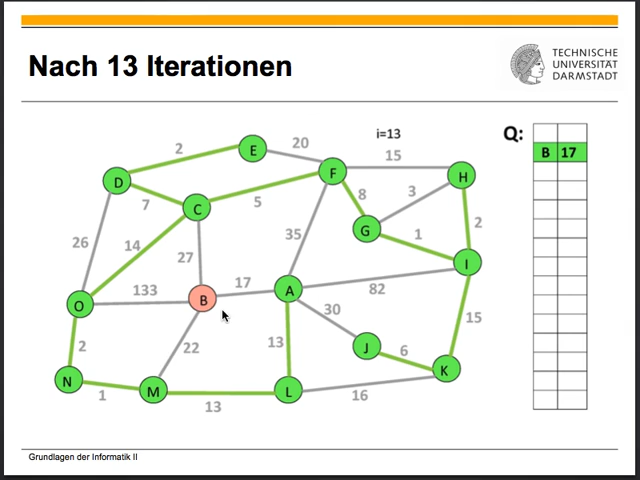 Nach 13 Iterationen
TECHNISCHE
UNIVERSITÄT
DARMSTADT
i=13
Q:
B 17
2
E
20
15
F
H
D
7
C
5
8
3
G
1
2
26
14
27
35
I
133
17
A
82
O
B
30
15
2
22
13
J
6
K
N
1
M
13
L
16
Grundlagen der Informatik II